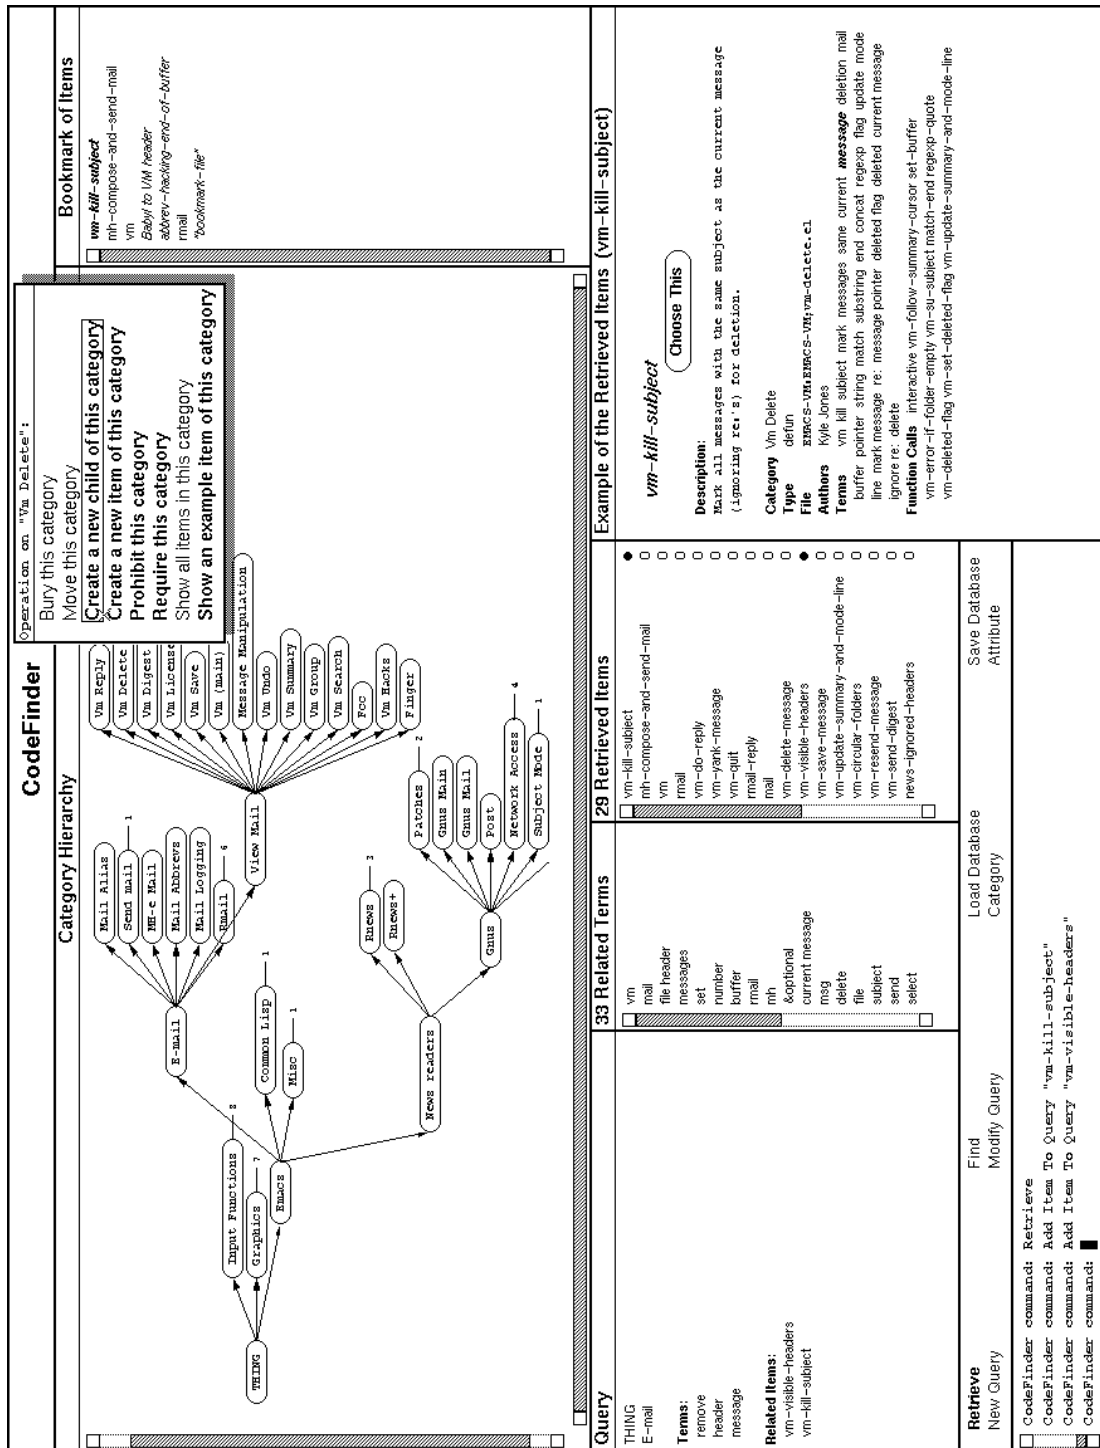 CodeFinder
Category Hierarchy
THING
Input Functions
8
Graphics
7
Emacs
E-mail
Common Lisp
1
Misc
1
News readers
Mail Alias
Send mail
1
MH-e Mail
Mail Abbrevs
Mail Logging
Rmail
6
View Mail
Rnews
3
Rnews+
Gnus
Vm Reply
Vm Delete
Vm Digest
Vm License
Vm Save
Vm (main)
Message Manipulation
Vm Undo
Vm Summary
Vm Group
Vm Search
Fcc
Vm Hacks
Finger
Patches
2
Gnus Main
Gnus Mail
Post
Network Access
4
Subject Mode
1
Operation on "Vm Delete":
Bury this category
Move this category
Create a new child of this category
Create a new item of this category
Prohibit this category
Require this category
Show all items in this category
Show an example item of this category
Bookmark of Items
vm-kill-subject
mh-compose-and-send-mail
vm
Babyl to VM header
abbrev-hacking-end-of-buffer
rmail
"bookmark-file"
Query
THING
E-mail
Terms:
remove
header
message
Related Items:
vm-visible-headers
vm-kill-subject
33 Related Terms
vm
mail
file header
messages
set
number
buffer
rmail
mh
&optional
current message
msg
delete
file
subject
send
select
29 Retrieved Items
vm-kill-subject
mh-compose-and-send-mail
vm
rmail
vm-do-reply
vm-yank-message
vm-quit
rmail-reply
mail
vm-delete-message
vm-visible-headers
vm-save-message
vm-update-summary-and-mode-line
vm-circular-folders
vm-resend-message
vm-send-digest
news-ignored-headers
Example of the Retrieved Items (vm-kill-subject)
vm-kill-subject
Choose This
Description:
Mark all messages with the same subject as the current message
(ignoring re:'s) for deletion.
Category Vm Delete
Type defun
File EMACS-VM:EMACS-VM;vm-delete.el
Authors Kyle Jones
Terms vm kill subject mark messages same current message deletion mail
buffer pointer string match substring end concat regexp flag update mode
line mark message re: message pointer deleted flag deleted current message
ignore re: delete
Function Calls interactive vm-follow-summary-cursor set-buffer
vm-error-if-folder-empty vm-su-subject match-end regexp-quote
vm-deleted-flag vm-set-deleted-flag vm-update-summary-and-mode-line
Retrieve Find Load Database Save Database
New Query Modify Query Category Attribute
CodeFinder command: Retrieve
CodeFinder command: Add Item To Query "vm-kill-subject"
CodeFinder command: Add Item To Query "vm-visible-headers"
CodeFinder command: